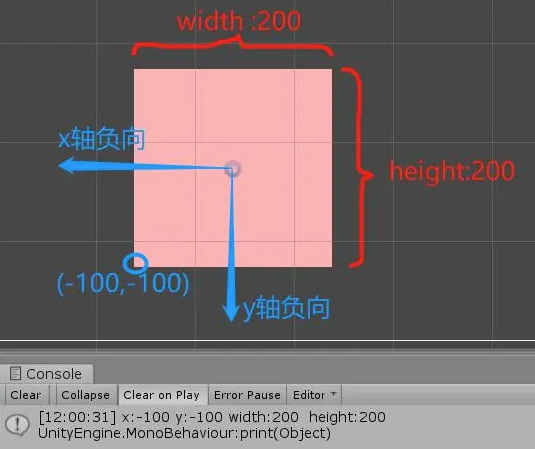 width :200
x轴负向
height:200
(-100,-100)
y轴负向
Console
Clear Collapse Clear on Play Error Pause Editor
[12:00:31] x:-100 y:-100 width:200 height:200
UnityEngine.MonoBehaviour:print(Object)